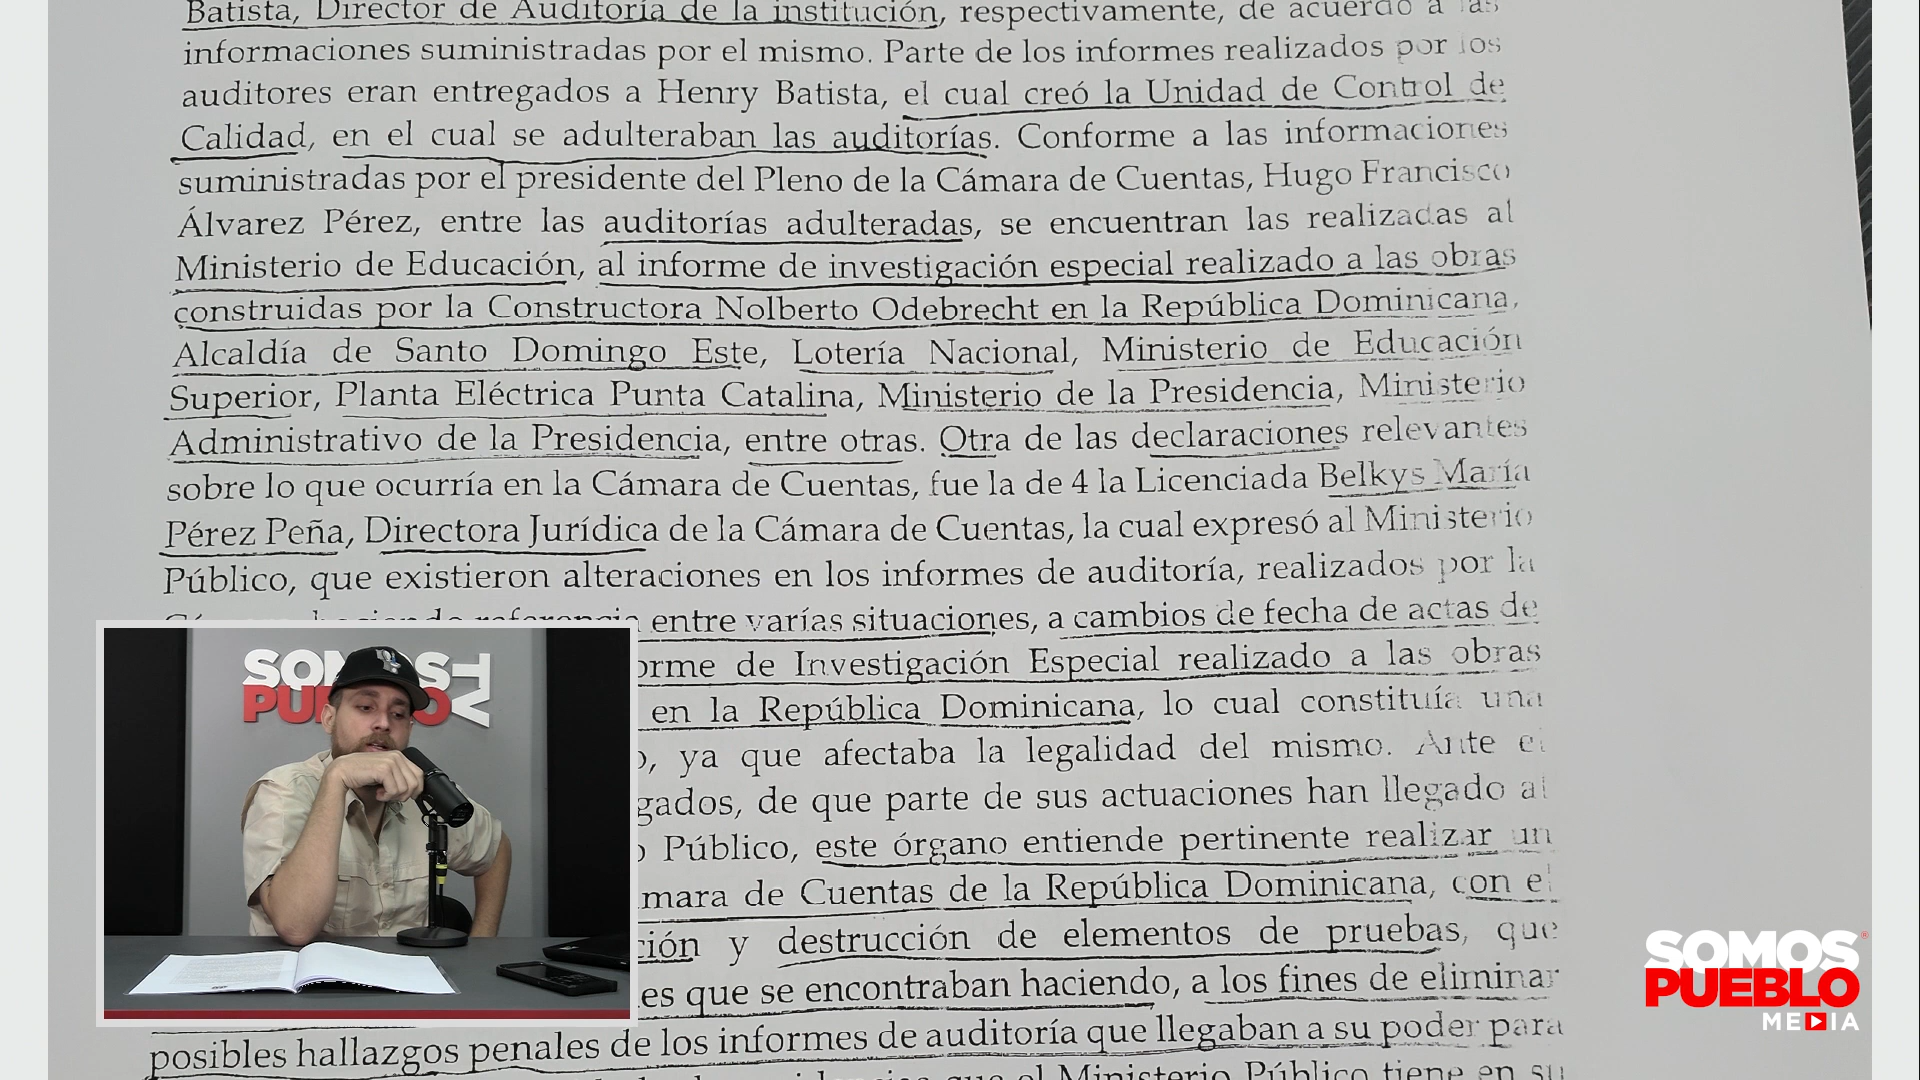 Batista, Director de Auditoría de la institución, respectivamente, de acuerdo a las
informaciones suministradas por el mismo. Parte de los informes realizados por los
auditores eran entregados a Henry Batista, el cual creó la Unidad de Control de
Calidad, en el cual se adulteraban las auditorías. Conforme a las informaciones
suministradas por el presidente del Pleno de la Cámara de Cuentas, Hugo Francisco
Álvarez Pérez, entre las auditorías adulteradas, se encuentran las realizadas al
Ministerio de Educación, al informe de investigación especial realizado a las obras
construidas por la Constructora Nolberto Odebrecht en la República Dominicana,
Alcaldía de Santo Domingo Este, Lotería Nacional, Ministerio de Educación
Superior, Planta Eléctrica Punta Catalina, Ministerio de la Presidencia, Ministerio
Administrativo de la Presidencia, entre otras. Otra de las declaraciones relevantes
sobre lo que ocurría en la Cámara de Cuentas, fue la de 4 la Licenciada Belkys María
Pérez Peña, Directora Jurídica de la Cámara de Cuentas, la cual expresó al Ministerio
Público, que existieron alteraciones en los informes de auditoría, realizados por la
entre varías situaciones, a cambios de fecha de actas de
orme de Investigación Especial realizado a las obras
en la República Dominicana, lo cual constituía una
, ya que afectaba la legalidad del mismo. Ante el
gados, de que parte de sus actuaciones han llegado al
Público, este órgano entiende pertinente realizar un
mara de Cuentas de la República Dominicana, con el
ción y destrucción de elementos de pruebas, que
es que se encontraban haciendo, a los fines de eliminar
posibles hallazgos penales de los informes de auditoría que llegaban a su poder para
que el Ministerio Público tiene en su
SOMOS TV
PUEBLO
SOMOS
PUEBLO
MEDIA